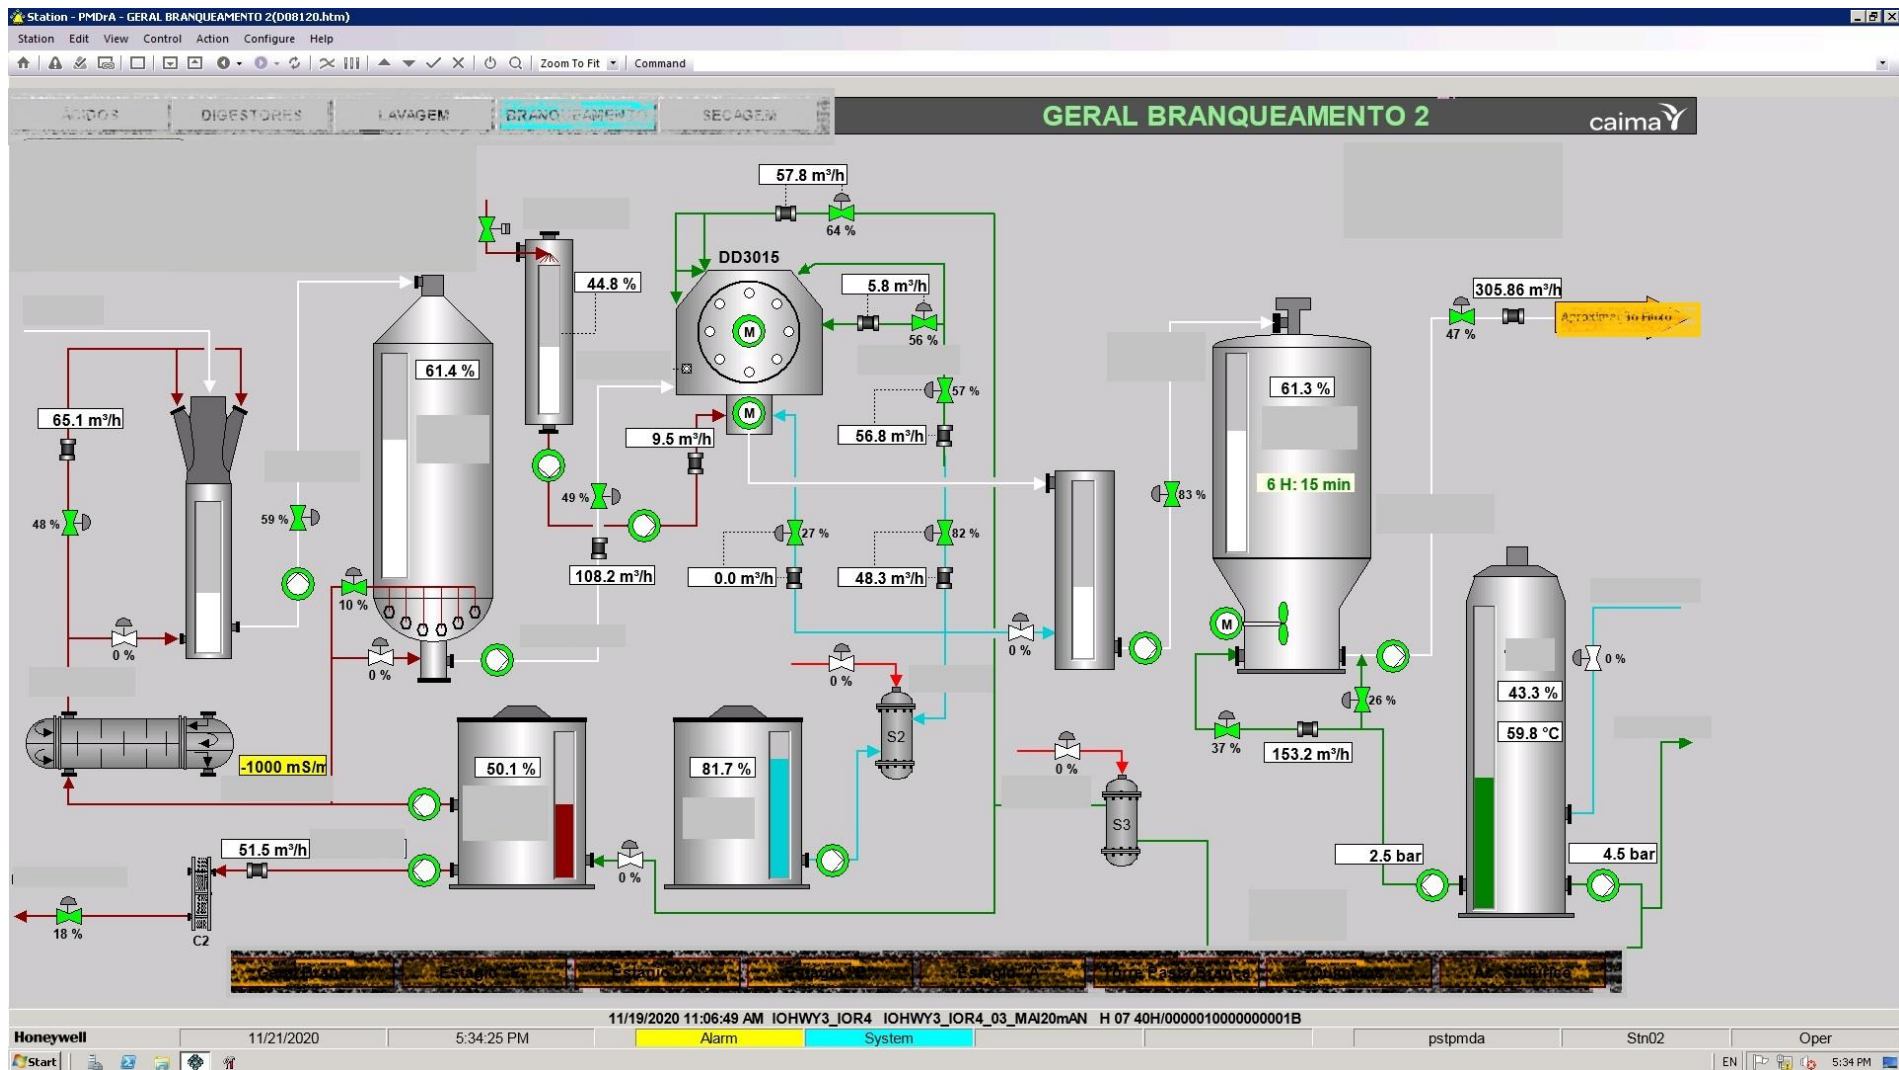 Station - PMDrA - GERAL BRANQUEAMENTO 2(D08120.htm)
Station Edit View Control Action Configure Help
Zoom To Fit Command
DIGESTORES LAVAGEM SECAGEM
GERAL BRANQUEAMENTO 2
caima
57.8 m³/h
64 %
DD3015
44.8 %
5.8 m³/h
56 %
305.86 m³/h
47 %
61.4 %
61.3 %
57 %
65.1 m³/h
9.5 m³/h
56.8 m³/h
6 H: 15 min
49 %
83 %
48 %
59 %
27 %
82 %
108.2 m³/h
0.0 m³/h
48.3 m³/h
10 %
0 %
0 %
0 %
0 %
0 %
M
M
M
43.3 %
26 %
59.8 °C
S2
37 %
153.2 m³/h
-1000 mS/m
50.1 %
81.7 %
0 %
S3
51.5 m³/h
2.5 bar
4.5 bar
0 %
18 %
C2
11/19/2020 11:06:49 AM IOHWY3_IOR4 IOHWY3_IOR4_03_MAI20mAN H 07 40H/0000010000000001B
Honeywell 11/21/2020 5:34:25 PM Alarm System pstpmda Stn02 Oper
Start EN 5:34 PM